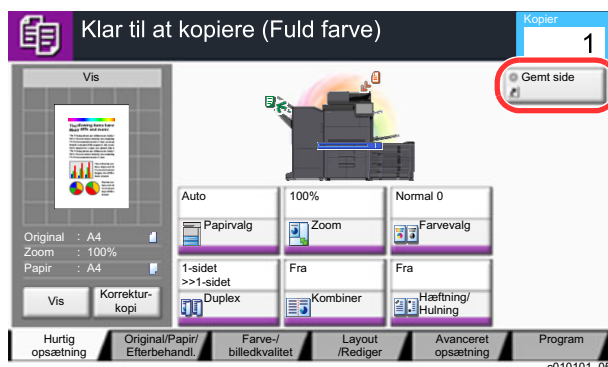 Klar til at kopiere (Fuld farve)
Kopier
1
Vis
Gemt side
Auto
Papirvalg
100%
Zoom
Normal 0
Farvevalg
Original : A4
Zoom : 100%
Papir : A4
1-sidet
>>1-sidet
Duplex
Fra
Kombiner
Fra
Hæftning/
Hulning
Vis
Korrektur-
kopi
Hurtig
opsætning
Original/Papir/
Efterbehandl.
Farve-/
billedkvalitet
Layout
/Rediger
Avanceret
opsætning
Program